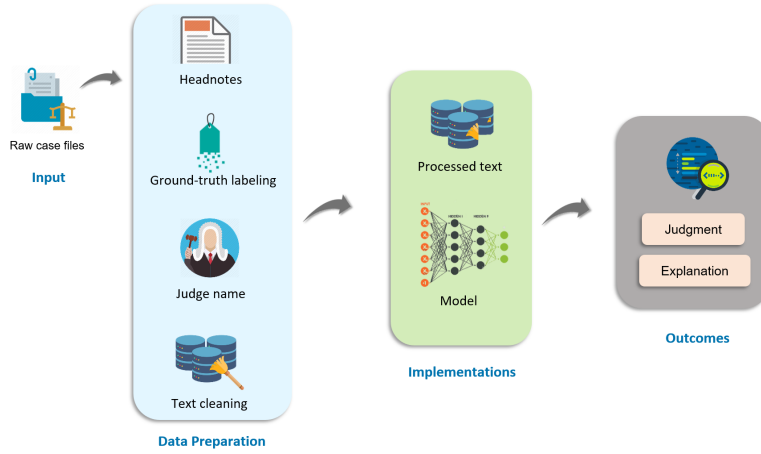 Raw case files
Input
Headnotes
Ground-truth labeling
Judge name
Text cleaning
Data Preparation
Processed text
Model
Implementations
Judgment
Explanation
Outcomes